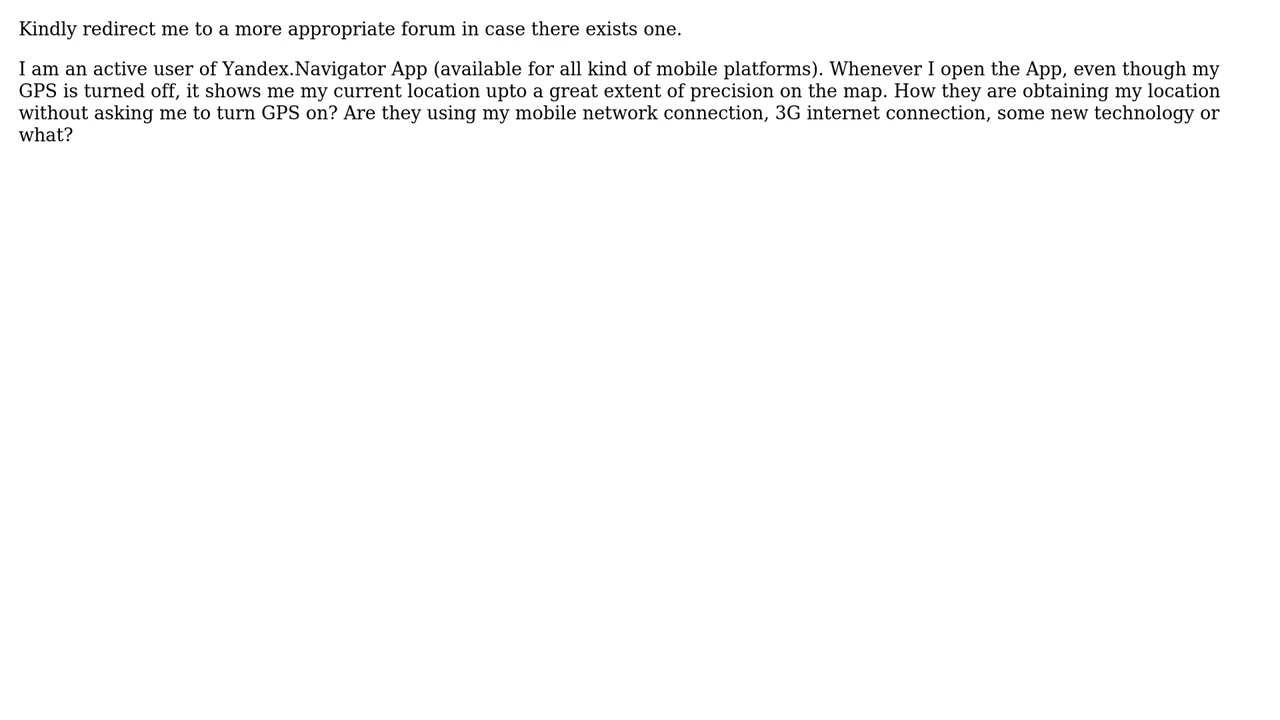 Kindly redirect me to a more appropriate forum in case there exists one.
I am an active user of Yandex.Navigator App (available for all kind of mobile platforms). Whenever I open the App, even though my
GPS is turned off, it shows me my current location upto a great extent of precision on the map. How they are obtaining my location
without asking me to turn GPS on? Are they using my mobile network connection, 3G internet connection, some new technology or
what?